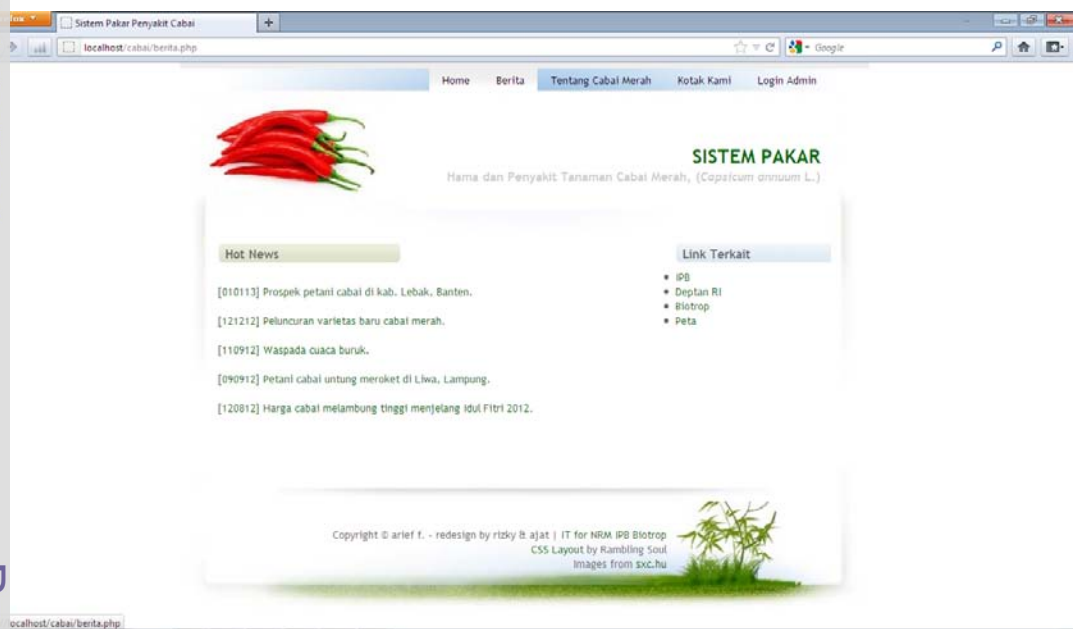 Sistem Pakar Penyakit Cabai
localhost/cabai/berita.php
Google
Home Berita Tentang Cabai Merah Kotak Kami Login Admin
SISTEM PAKAR
Hama dan Penyakit Tanaman Cabai Merah, (Capsicum annuum L.)
Hot News
Link Terkait
IPB
[010113] Prospek petani cabai di kab. Lebak, Banten.
Deptan RI
Biotrop
[121212] Peluncuran varietas baru cabai merah.
Peta
[110912] Waspada cuaca buruk.
[090912] Petani cabai untung meroket di Liwa, Lampung.
[120812] Harga cabai melambung tinggi menjelang Idul Fitri 2012.
Copyright © arief f. - redesign by rizky & ajat | IT for NRM IPB Biotrop
CSS Layout by Rambling Soul
Images from sxc.hu
ocalhost/cabai/berita.php